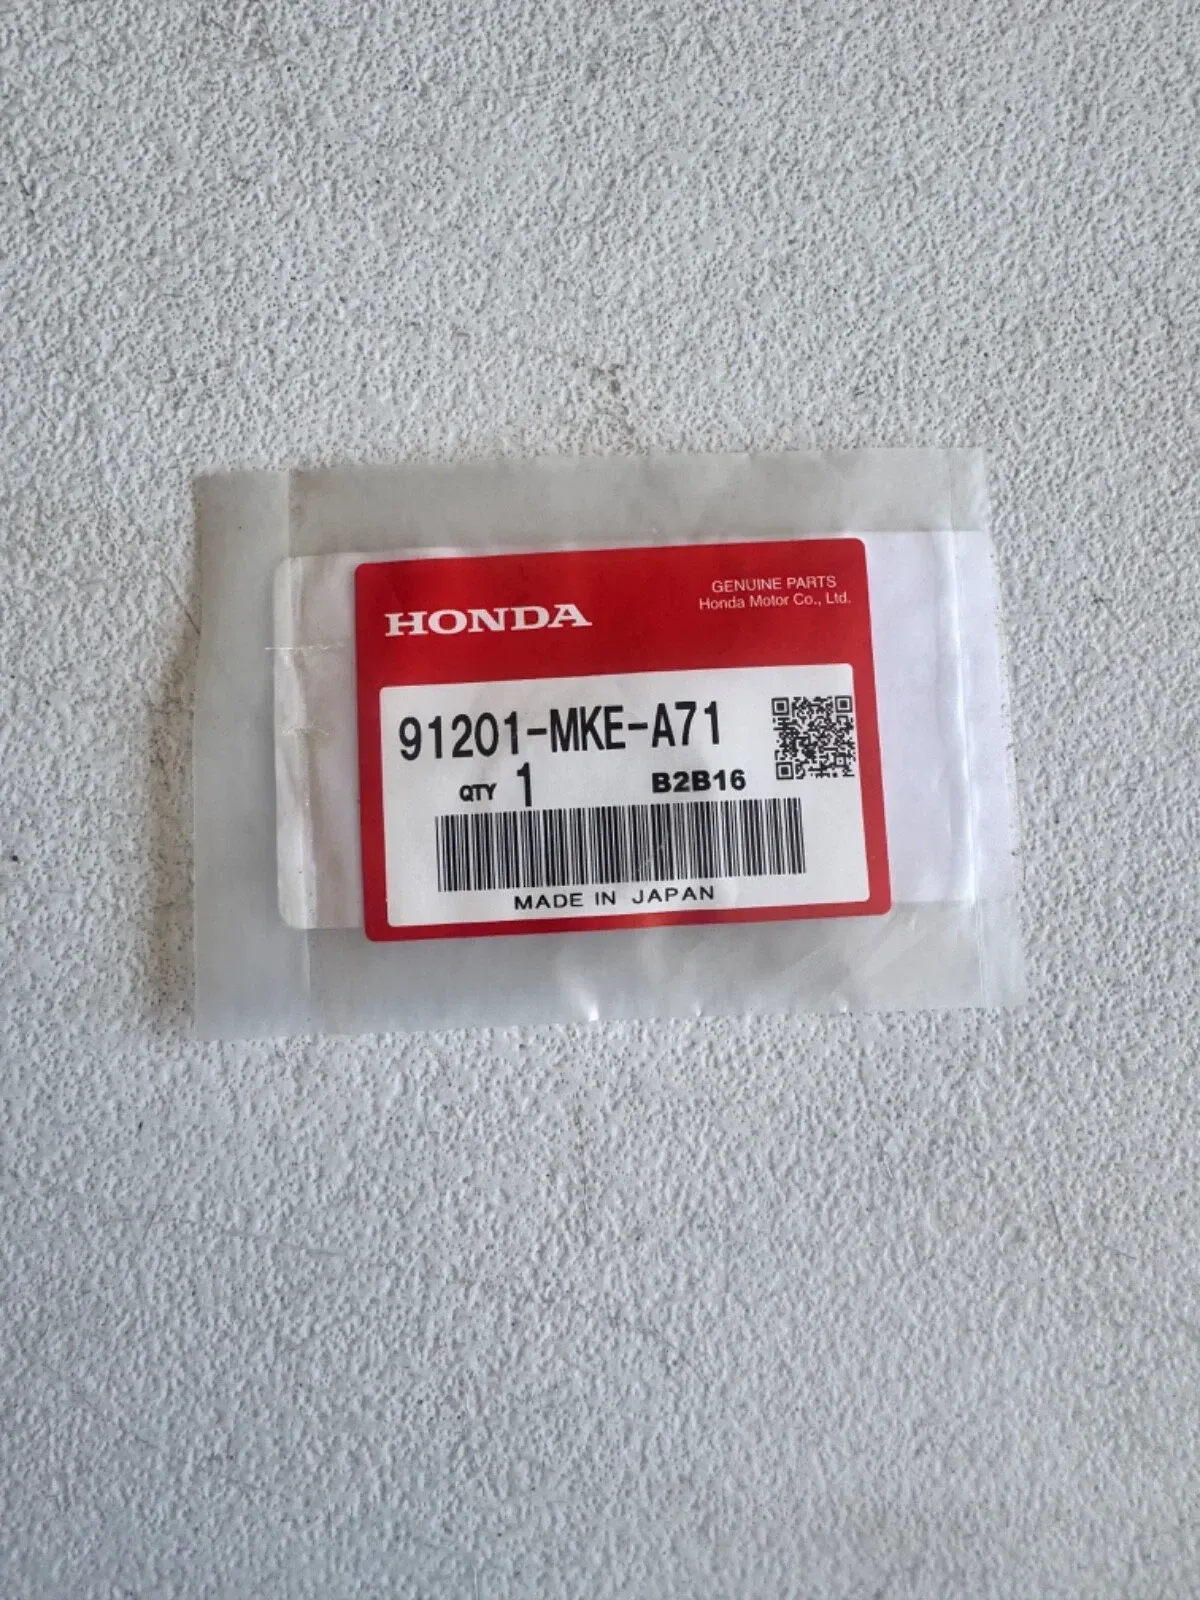 HONDA
GENUINE PARTS
Honda Motor Co., Ltd.
91201-MKE-A71
QTY 1
B2B16
MADE IN JAPAN